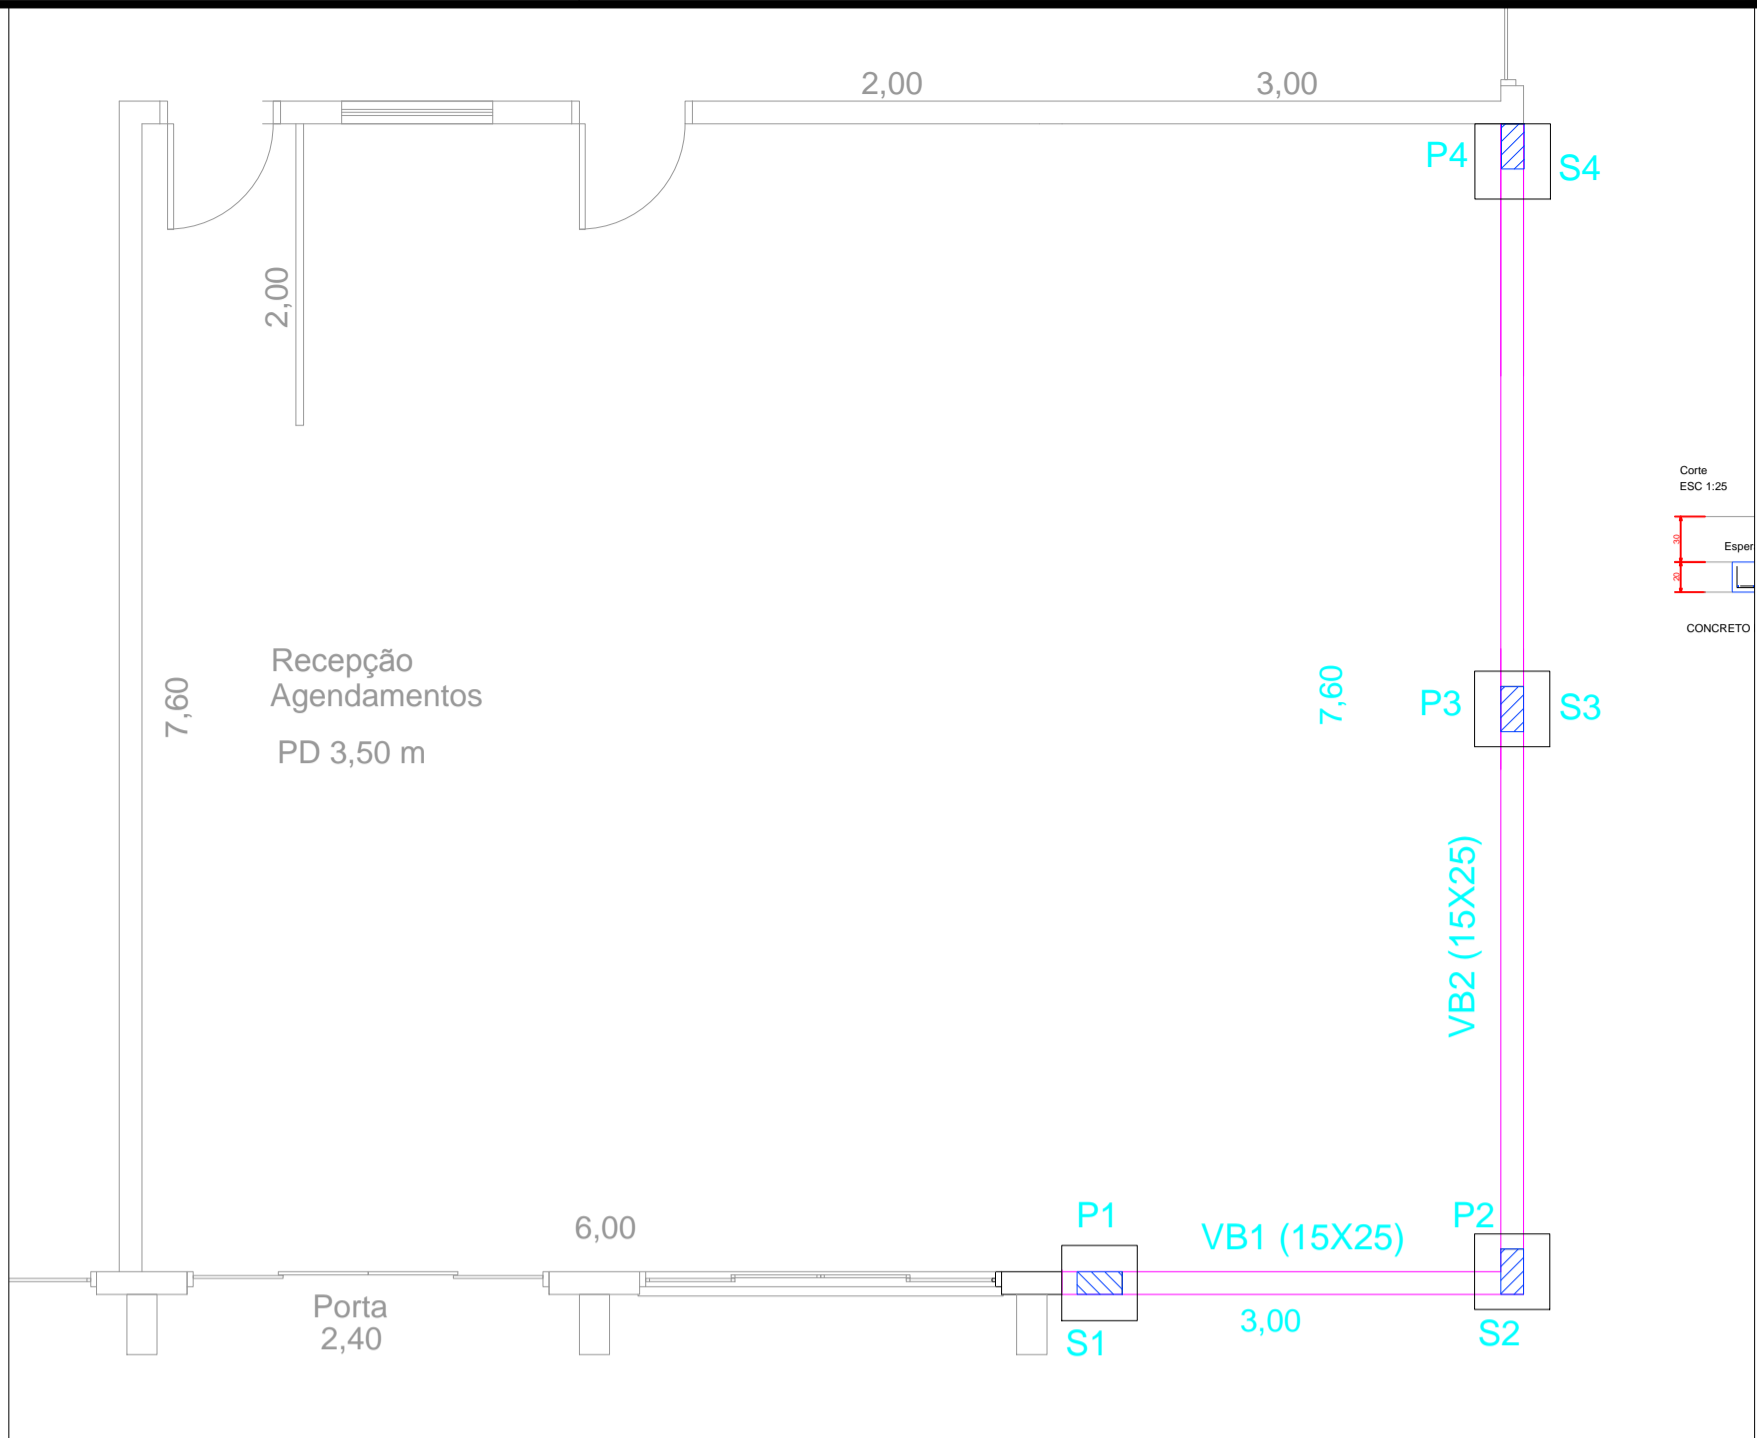 2,00
3,00
P4
S4
2,00
Corte
ESC 1:25
30
Esper
20
CONCRETO
Recepção
Agendamentos
PD 3,50 m
7,60
7,60
P3
S3
VB2 (15X25)
P1
P2
VB1 (15X25)
6,00
Porta
2,40
S1
3,00
S2